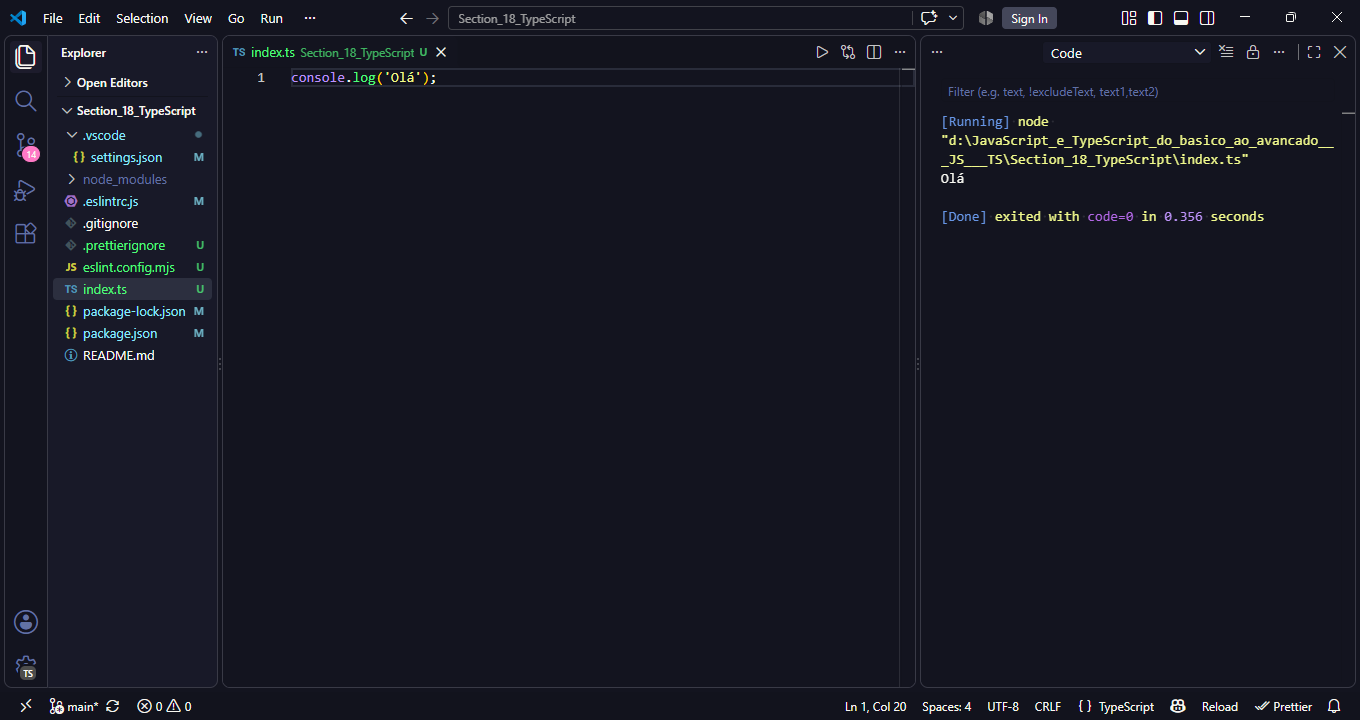 File Edit Selection View Go Run ··· Section_18_TypeScript Sign In
Explorer ···
Open Editors
Section_18_TypeScript
.vscode
{} settings.json M
node_modules
.eslintrc.js M
.gitignore
.prettierignore U
JS eslint.config.mjs U
TS index.ts U
{} package-lock.json M
{} package.json M
README.md
14
TS
TS index.ts Section_18_TypeScript U
1 console.log('Olá');
··· Code ···
Filter (e.g. text, !excludeText, text1,text2)
[Running] node
"d:\JavaScript_e_TypeScript_do_basico_ao_avancado__
_JS___TS\Section_18_TypeScript\index.ts"
Olá
[Done] exited with code=0 in 0.356 seconds
main* 0 0 Ln 1, Col 20 Spaces: 4 UTF-8 CRLF {} TypeScript Reload Prettier